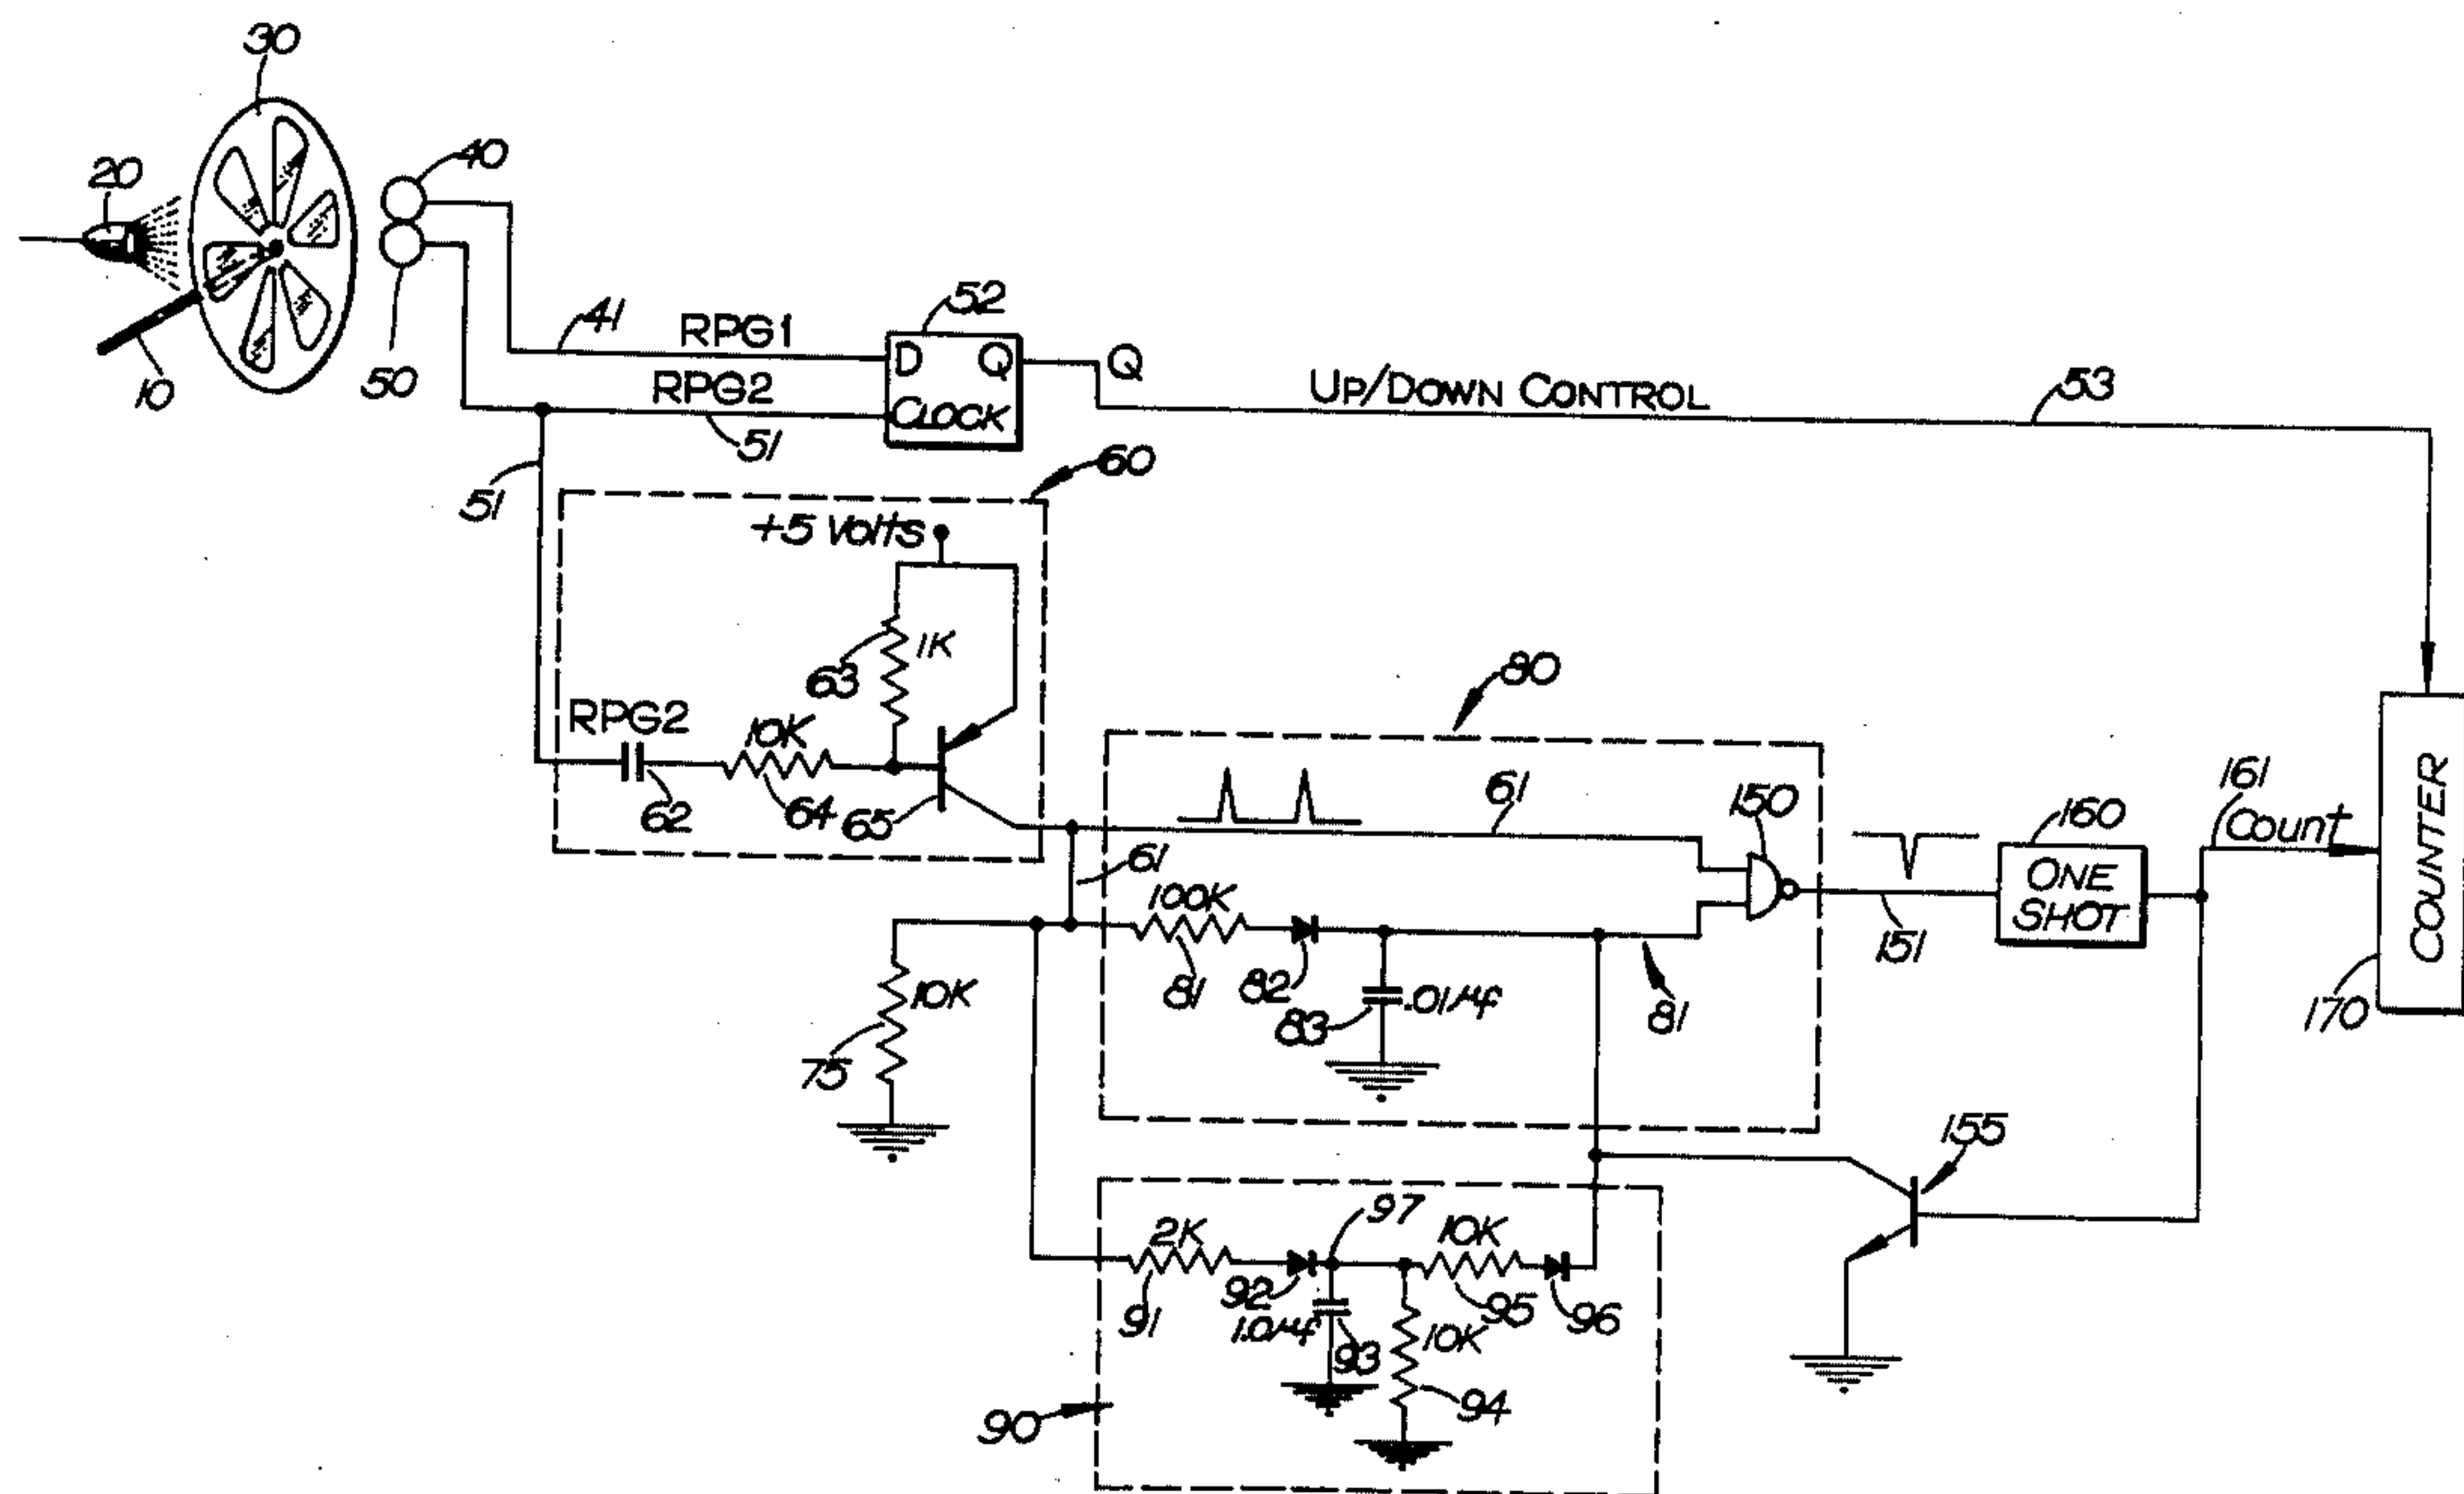 30
20
40
50
10
41
RPG1
52
D Q
Q
RPG2
CLOCK
51
UP/DOWN CONTROL
53
51
60
+5 VOLTS
1K
63
RPG2
10K
62
64
65
80
61
150
160
161
COUNT
ONE
SHOT
151
COUNTER
170
61
100K
81
82
83
.01μf
81
10K
75
155
97
2K
10K
91
92
1.0μf
93
95
96
10K
94
90